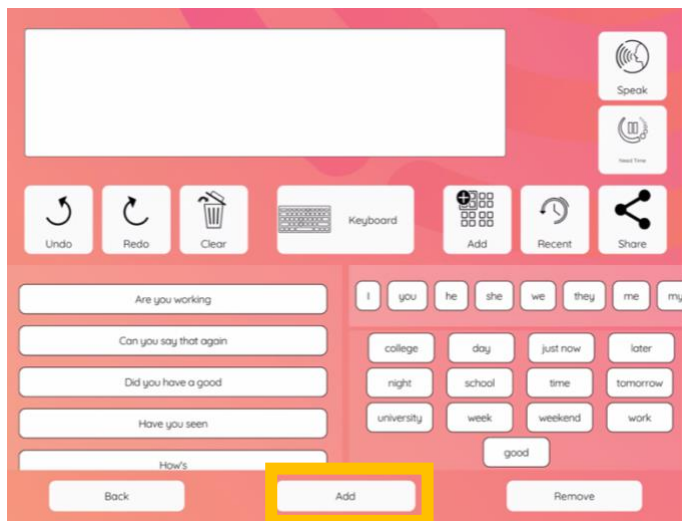 Speak
Need Time
Undo
Redo
Clear
Keyboard
Add
Recent
Share
Are you working
Can you say that again
Did you have a good
Have you seen
How's
I you he she we they me my
college day just now later
night school time tomorrow
university week weekend work
good
Back
Add
Remove